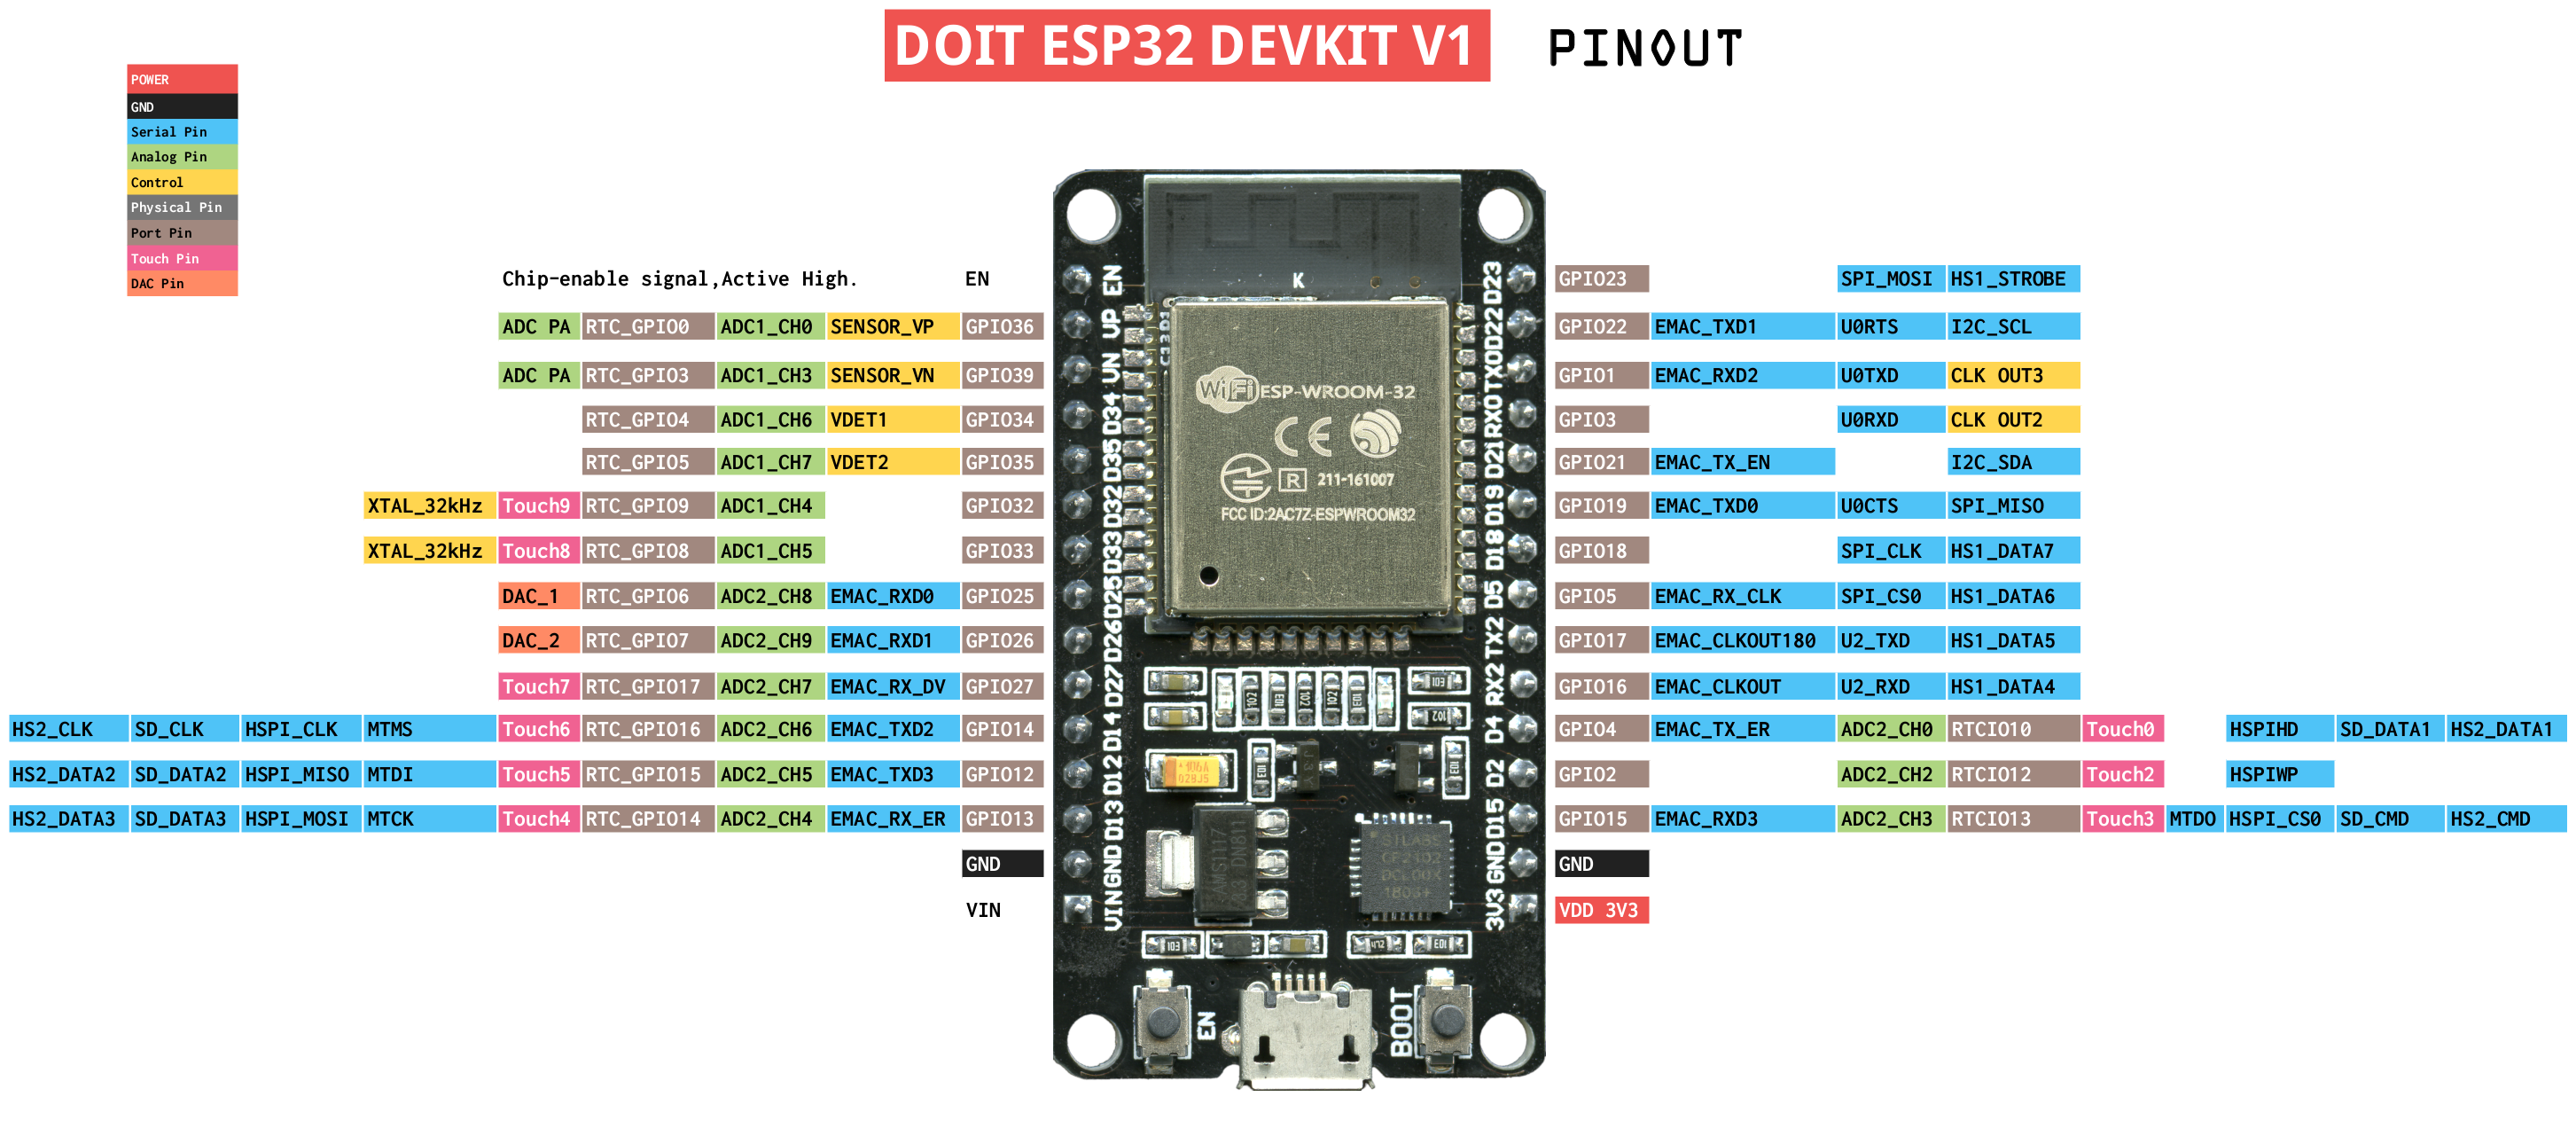 DOIT ESP32 DEVKIT V1 PINOUT
POWER
GND
Serial Pin
Analog Pin
Control
Physical Pin
Port Pin
Touch Pin
DAC Pin
Chip-enable signal,Active High. EN
ADC PA RTC_GPIO0 ADC1_CH0 SENSOR_VP GPIO36
ADC PA RTC_GPIO3 ADC1_CH3 SENSOR_VN GPIO39
RTC_GPIO4 ADC1_CH6 VDET1 GPIO34
RTC_GPIO5 ADC1_CH7 VDET2 GPIO35
XTAL_32kHz Touch9 RTC_GPIO9 ADC1_CH4 GPIO32
XTAL_32kHz Touch8 RTC_GPIO8 ADC1_CH5 GPIO33
DAC_1 RTC_GPIO6 ADC2_CH8 EMAC_RXD0 GPIO25
DAC_2 RTC_GPIO7 ADC2_CH9 EMAC_RXD1 GPIO26
Touch7 RTC_GPIO17 ADC2_CH7 EMAC_RX_DV GPIO27
HS2_CLK SD_CLK HSPI_CLK MTMS Touch6 RTC_GPIO16 ADC2_CH6 EMAC_TXD2 GPIO14
HS2_DATA2 SD_DATA2 HSPI_MISO MTDI Touch5 RTC_GPIO15 ADC2_CH5 EMAC_TXD3 GPIO12
HS2_DATA3 SD_DATA3 HSPI_MOSI MTCK Touch4 RTC_GPIO14 ADC2_CH4 EMAC_RX_ER GPIO13
GND
VIN
EN VP VN D34 D35 D32 D33 D25 D26 D27 D14 D12 D13 GND VIN
K
WiFi ESP-WROOM-32
CE
R 211-161007
FCC ID:2AC7Z-ESPWROOM32
D23 D22 TX0 RX0 D21 D19 D18 D5 TX2 RX2 D4 D2 D15 GND 3V3
EN
BOOT
GPIO23 SPI_MOSI HS1_STROBE
GPIO22 EMAC_TXD1 U0RTS I2C_SCL
GPIO1 EMAC_RXD2 U0TXD CLK OUT3
GPIO3 U0RXD CLK OUT2
GPIO21 EMAC_TX_EN I2C_SDA
GPIO19 EMAC_TXD0 U0CTS SPI_MISO
GPIO18 SPI_CLK HS1_DATA7
GPIO5 EMAC_RX_CLK SPI_CS0 HS1_DATA6
GPIO17 EMAC_CLKOUT180 U2_TXD HS1_DATA5
GPIO16 EMAC_CLKOUT U2_RXD HS1_DATA4
GPIO4 EMAC_TX_ER ADC2_CH0 RTCIO10 Touch0 HSPIHD SD_DATA1 HS2_DATA1
GPIO2 ADC2_CH2 RTCIO12 Touch2 HSPIWP
GPIO15 EMAC_RXD3 ADC2_CH3 RTCIO13 Touch3 MTDO HSPI_CS0 SD_CMD HS2_CMD
GND
VDD 3V3